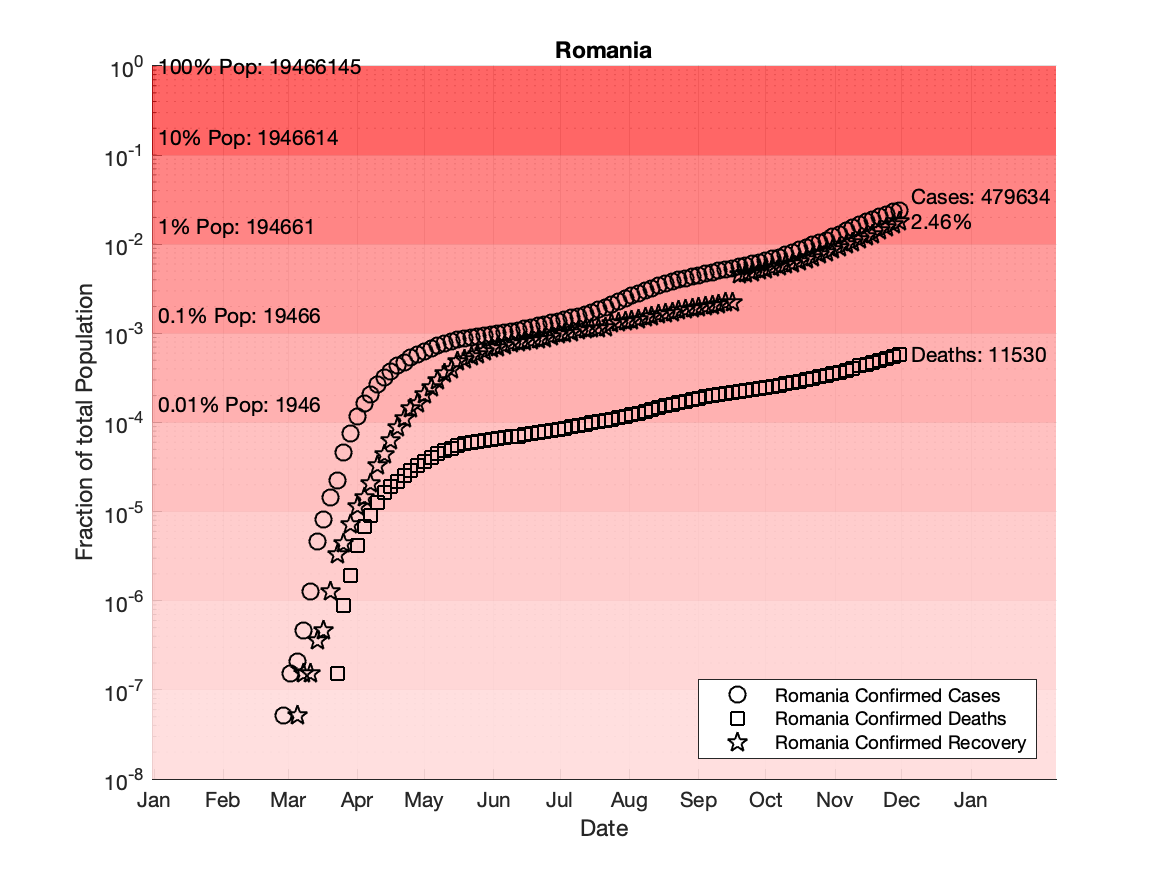 Romania
10^0
100% Pop: 19466145
10% Pop: 1946614
10^-1
Cases: 479634
1% Pop: 194661
2.46%
10^-2
0.1% Pop: 19466
10^-3
Deaths: 11530
0.01% Pop: 1946
10^-4
10^-5
10^-6
10^-7
10^-8
Fraction of total Population
Romania Confirmed Cases
Romania Confirmed Deaths
Romania Confirmed Recovery
Jan Feb Mar Apr May Jun Jul Aug Sep Oct Nov Dec Jan
Date